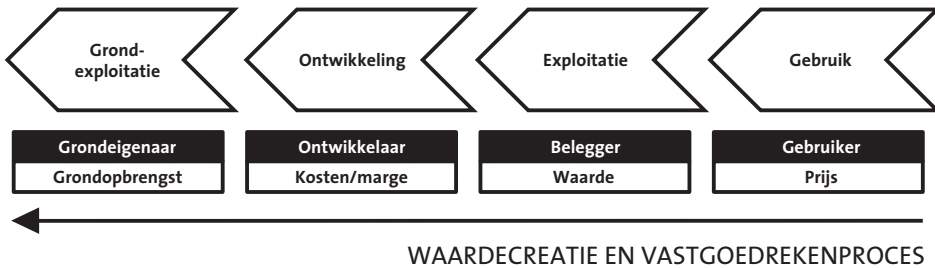 Grond-
exploitatie
Ontwikkeling
Exploitatie
Gebruik
Grondeigenaar
Ontwikkelaar
Belegger
Gebruiker
Grondopbrengst
Kosten/marge
Waarde
Prijs
WAARDECREATIE EN VASTGOEDREKENPROCES